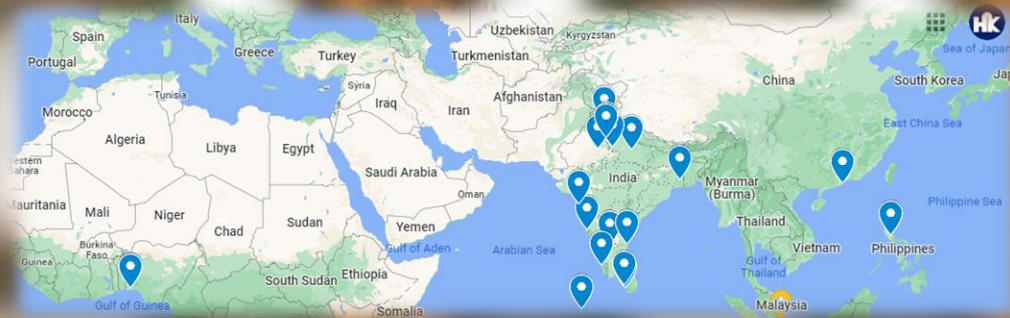 HK
Italy
Spain
Portugal
Greece
Turkey
Uzbekistan
Kyrgyzstan
Turkmenistan
Sea of Japan
China
South Korea
Tunisia
Syria
Morocco
Iraq
Iran
Afghanistan
East China Sea
Algeria
Libya
Egypt
Western
Sahara
Saudi Arabia
India
Oman
Myanmar
(Burma)
Mauritania
Mali
Niger
Chad
Sudan
Yemen
Philippine Sea
Thailand
Burkina
Faso
Gulf of Aden
Arabian Sea
Vietnam
Philippines
Guinea
Gulf of
Thailand
South Sudan
Ethiopia
Gulf of Guinea
Somalia
Malaysia